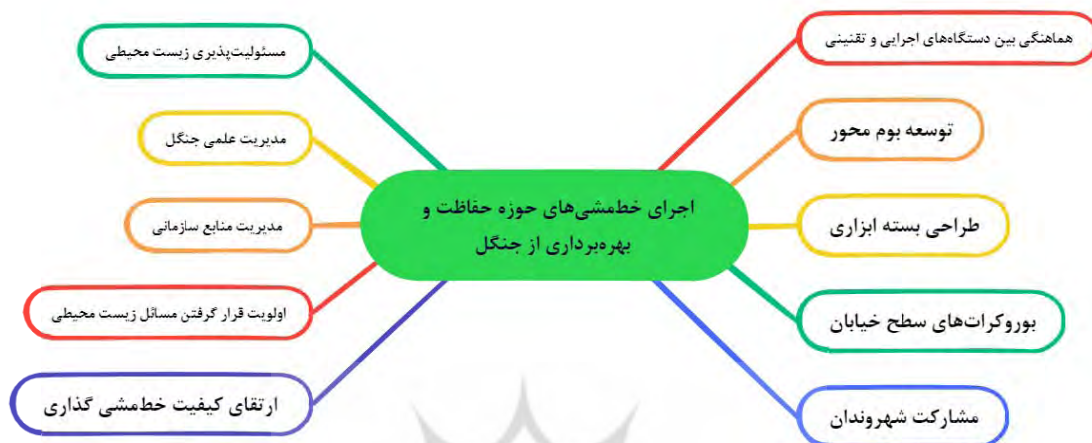 هماهنگی بین دستگاه‌های اجرایی و تقنینی
توسعه بوم محور
طراحی بسته ابزاری
بوروکرات‌های سطح خیابان
مشارکت شهروندان
اجرای خط‌مشی‌های حوزه حفاظت و
بهره‌برداری از جنگل
مسئولیت‌پذیری زیست محیطی
مدیریت علمی جنگل
مدیریت منابع سازمانی
اولویت قرار گرفتن مسائل زیست محیطی
ارتقای کیفیت خط‌مشی گذاری